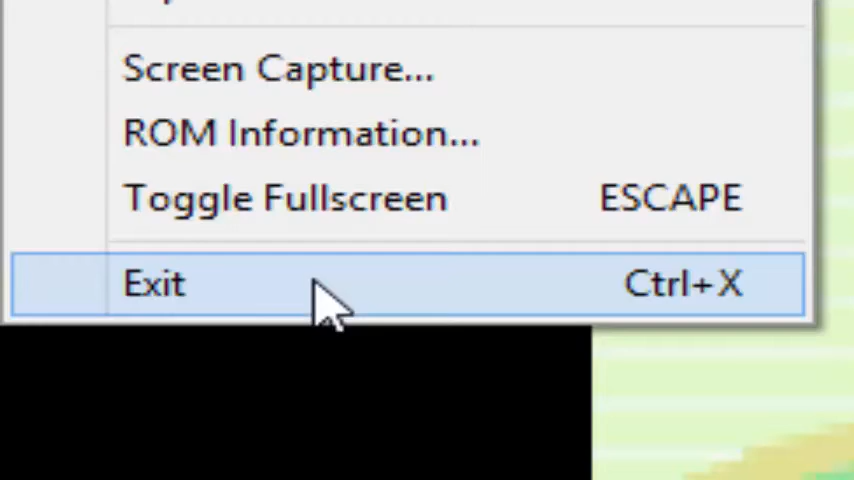 Screen Capture...
ROM Information...
Toggle Fullscreen ESCAPE
Exit Ctrl+X